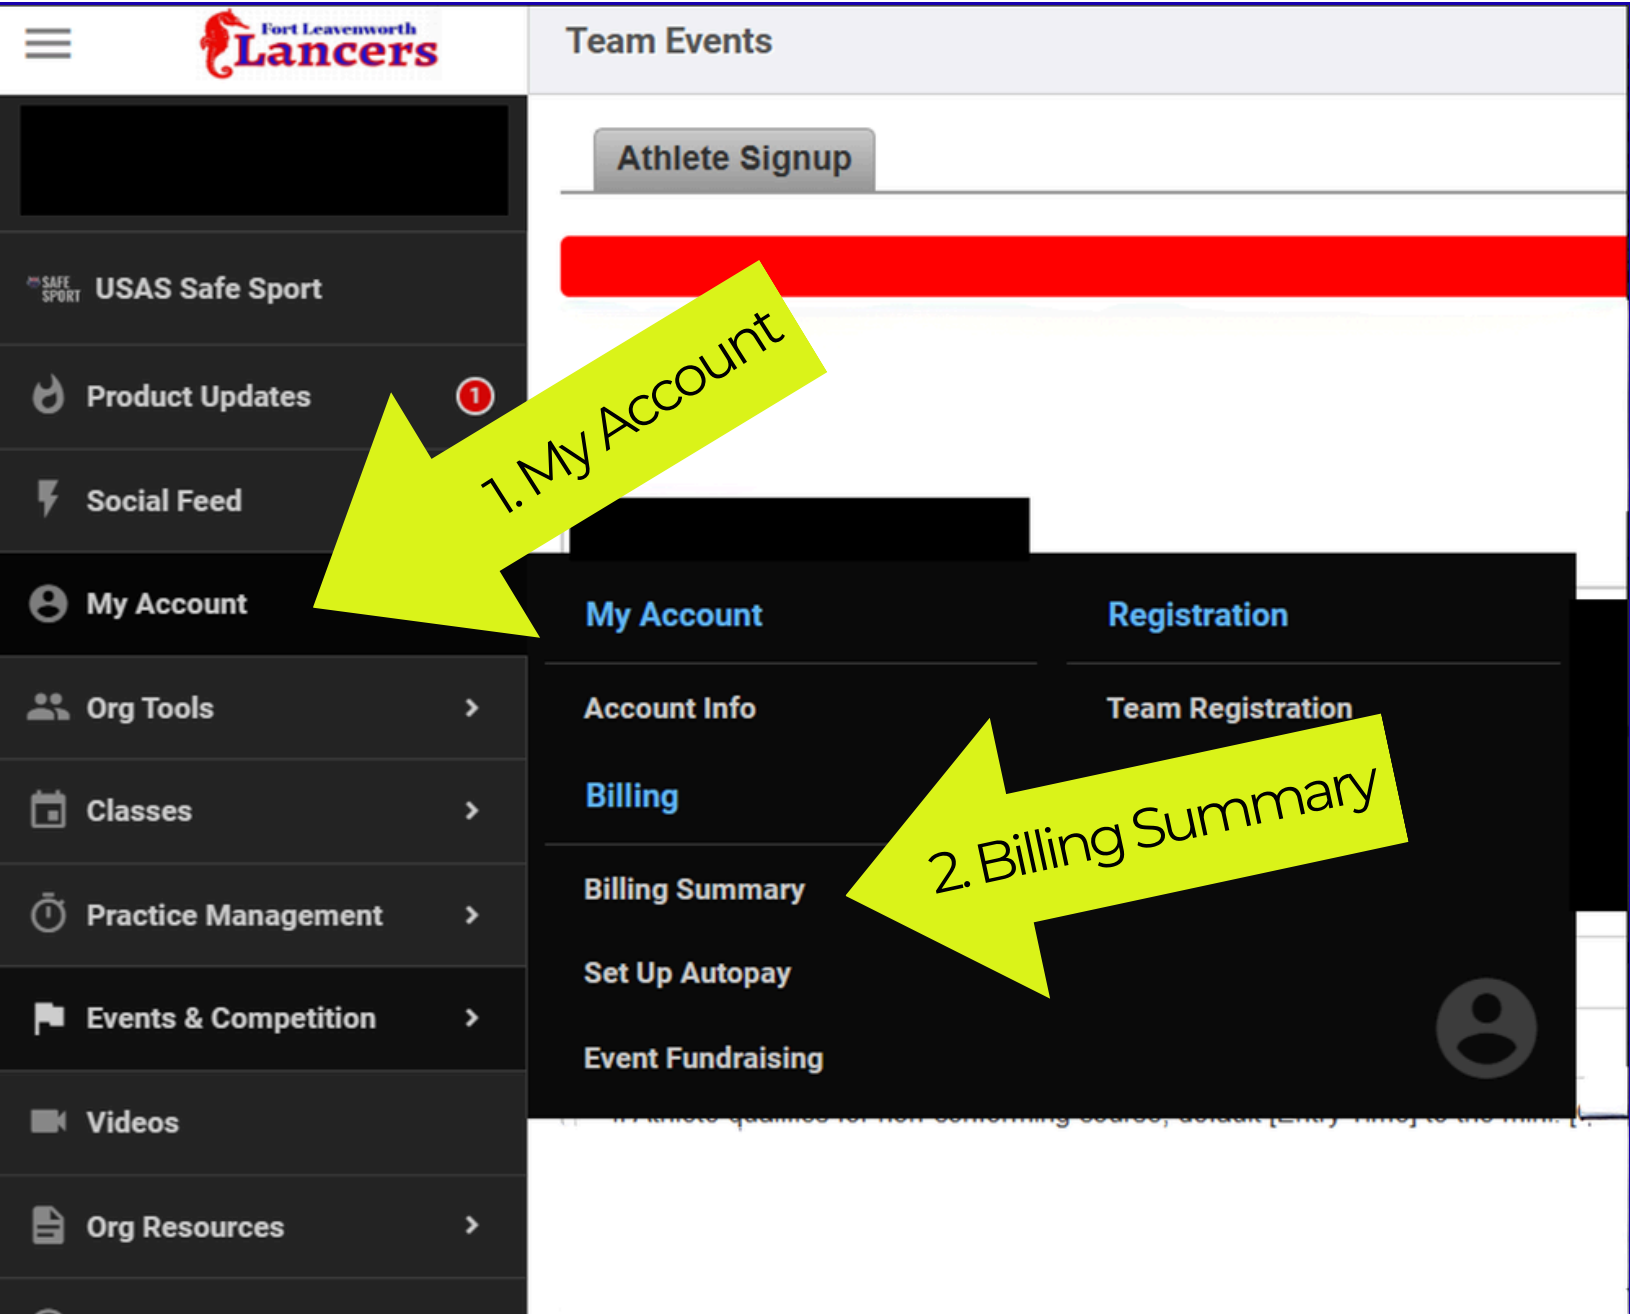 Fort Leavenworth
Lancers
Team Events
Athlete Signup
SAFE
SPORT
USAS Safe Sport
Product Updates
1
Social Feed
My Account
Org Tools
Classes
Practice Management
Events & Competition
Videos
Org Resources
1. My Account
My Account
Account Info
Billing
Billing Summary
Set Up Autopay
Event Fundraising
Registration
Team Registration
2. Billing Summary